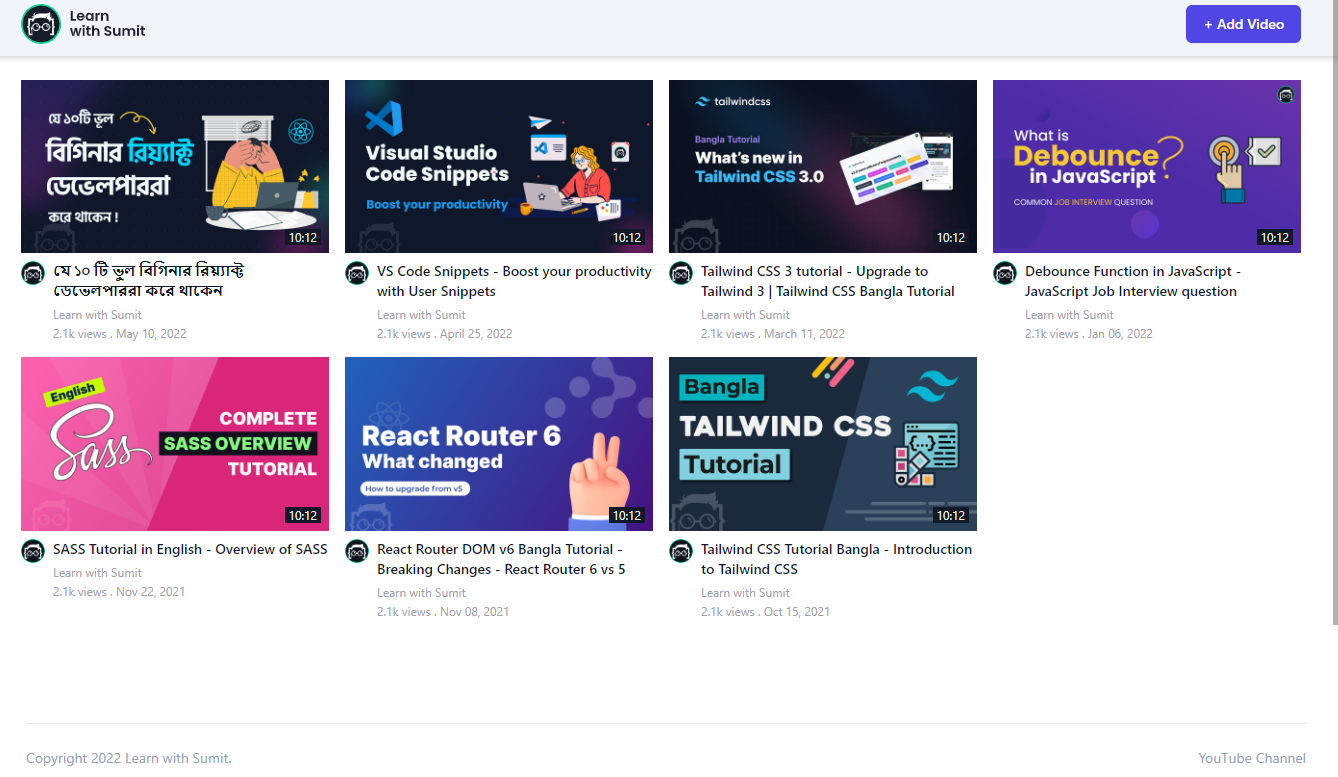 Learn
with Sumit
+ Add Video
যে ১০টি ভুল
বিগিনার রিয়্যাক্ট
ডেভেলপাররা
করে থাকেন !
10:12
যে ১০ টি ভুল বিগিনার রিয়্যাক্ট
ডেভেলপাররা করে থাকেন
Learn with Sumit
2.1k views . May 10, 2022
Visual Studio
Code Snippets
Boost your productivity
10:12
VS Code Snippets - Boost your productivity
with User Snippets
Learn with Sumit
2.1k views . April 25, 2022
tailwindcss
Bangla Tutorial
What's new in
Tailwind CSS 3.0
10:12
Tailwind CSS 3 tutorial - Upgrade to
Tailwind 3 | Tailwind CSS Bangla Tutorial
Learn with Sumit
2.1k views . March 11, 2022
What is
Debounce?
in JavaScript
COMMON JOB INTERVIEW QUESTION
10:12
Debounce Function in JavaScript -
JavaScript Job Interview question
Learn with Sumit
2.1k views . Jan 06, 2022
English
Sass
COMPLETE
SASS OVERVIEW
TUTORIAL
10:12
SASS Tutorial in English - Overview of SASS
Learn with Sumit
2.1k views . Nov 22, 2021
React Router 6
What changed
How to upgrade from v5
10:12
React Router DOM v6 Bangla Tutorial -
Breaking Changes - React Router 6 vs 5
Learn with Sumit
2.1k views . Nov 08, 2021
Bangla
TAILWIND CSS
Tutorial
10:12
Tailwind CSS Tutorial Bangla - Introduction
to Tailwind CSS
Learn with Sumit
2.1k views . Oct 15, 2021
Copyright 2022 Learn with Sumit.
YouTube Channel